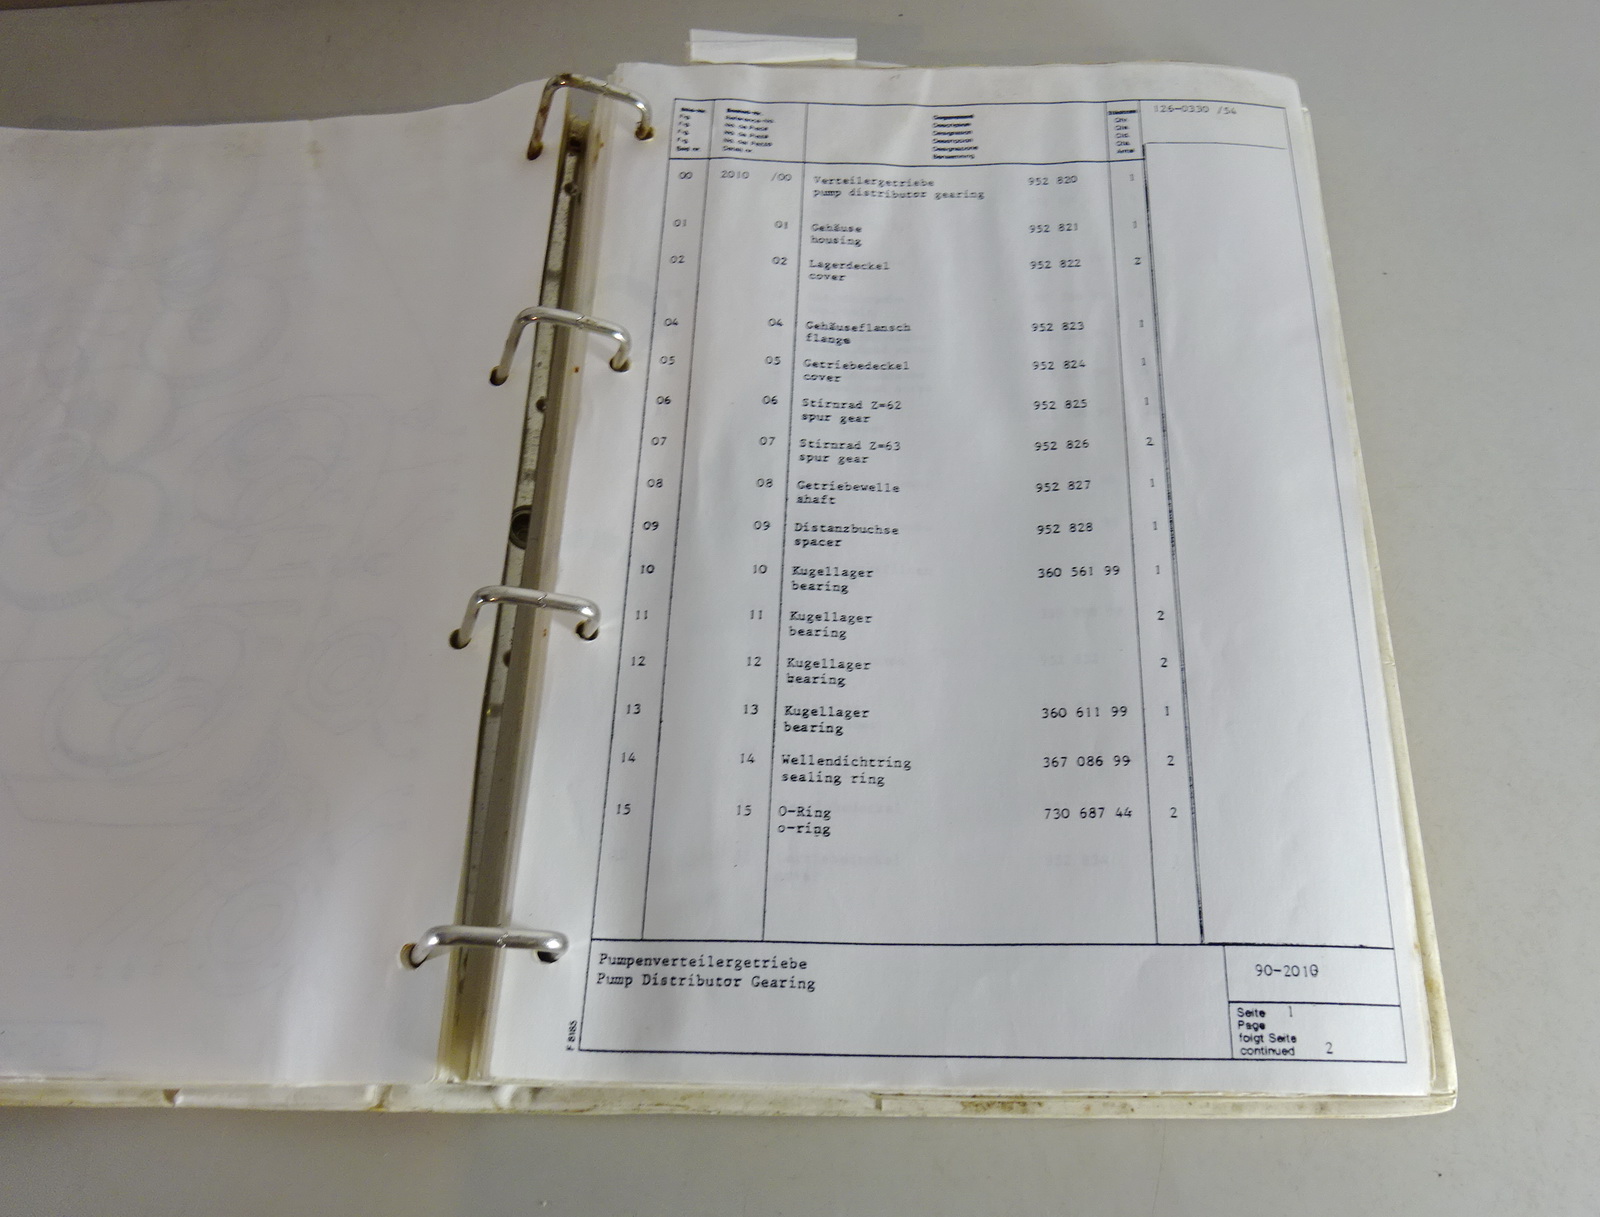 126-0330 /54
00 2010 /00 Verteilergetriebe 952 820 1
pump distributor gearing
01 01 Gehäuse 952 821 1
housing
02 02 Lagerdeckel 952 822 2
cover
04 04 Gehäuseflansch 952 823 1
flange
05 05 Getriebedeckel 952 824 1
cover
06 06 Stirnrad Z=62 952 825 1
spur gear
07 07 Stirnrad Z=63 952 826 2
spur gear
08 08 Getriebewelle 952 827 1
shaft
09 09 Distanzbuchse 952 828 1
spacer
10 10 Kugellager 360 561 99 1
bearing
11 11 Kugellager 2
bearing
12 12 Kugellager 2
bearing
13 13 Kugellager 360 611 99 1
bearing
14 14 Wellendichtring 367 086 99 2
sealing ring
15 15 O-Ring 730 687 44 2
o-ring
Pumpenverteilergetriebe
Pump Distributor Gearing
90-2010
Seite 1
Page
folgt Seite
continued 2
F 8185